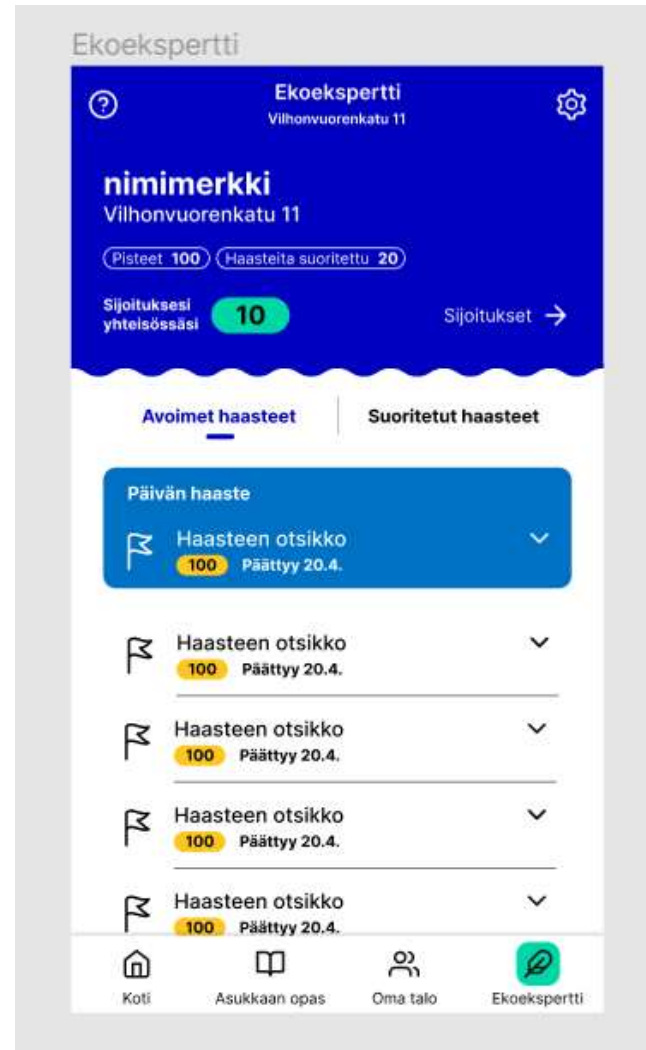 Ekoekspertti
Ekoekspertti
Vilhonvuorenkatu 11
nimimerkki
Vilhonvuorenkatu 11
Pisteet 100 Haasteita suoritettu 20
Sijoituksesi
yhteisössäsi
10
Sijoitukset
Avoimet haasteet Suoritetut haasteet
Päivän haaste
Haasteen otsikko
100 Päättyy 20.4.
Haasteen otsikko
100 Päättyy 20.4.
Haasteen otsikko
100 Päättyy 20.4.
Haasteen otsikko
100 Päättyy 20.4.
Haasteen otsikko
100 Päättyy 20.4.
Koti Asukkaan opas Oma talo Ekoekspertti